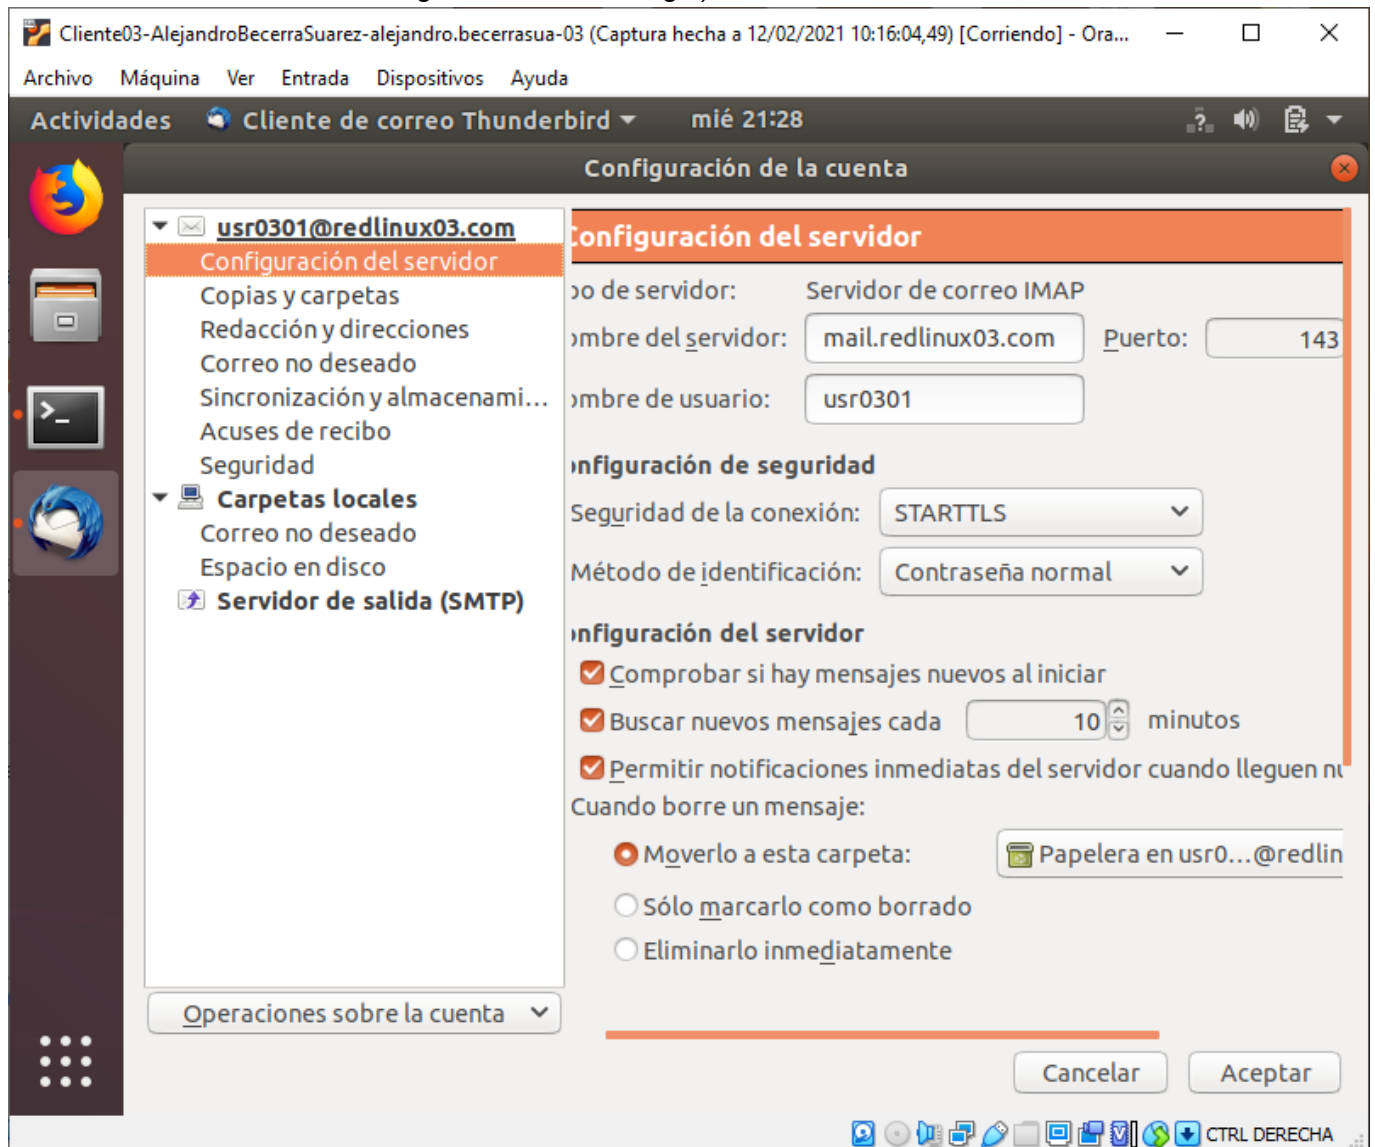 Cliente03-AlejandroBecerraSuarez-alejandro.becerrasua-03 (Captura hecha a 12/02/2021 10:16:04,49) [Corriendo] - Ora...
Archivo Máquina Ver Entrada Dispositivos Ayuda
Actividades Cliente de correo Thunderbird mié 21:28
Configuración de la cuenta
usr0301@redlinux03.com
Configuración del servidor
Copias y carpetas
Redacción y direcciones
Correo no deseado
Sincronización y almacenami...
Acuses de recibo
Seguridad
Carpetas locales
Correo no deseado
Espacio en disco
Servidor de salida (SMTP)
Operaciones sobre la cuenta
Configuración del servidor
po de servidor: Servidor de correo IMAP
ombre del servidor: mail.redlinux03.com Puerto: 143
ombre de usuario: usr0301
onfiguración de seguridad
Seguridad de la conexión: STARTTLS
Método de identificación: Contraseña normal
onfiguración del servidor
Comprobar si hay mensajes nuevos al iniciar
Buscar nuevos mensajes cada 10 minutos
Permitir notificaciones inmediatas del servidor cuando lleguen nu
Cuando borre un mensaje:
Moverlo a esta carpeta: Papelera en usr0...@redlin
Sólo marcarlo como borrado
Eliminarlo inmediatamente
Cancelar Aceptar
CTRL DERECHA